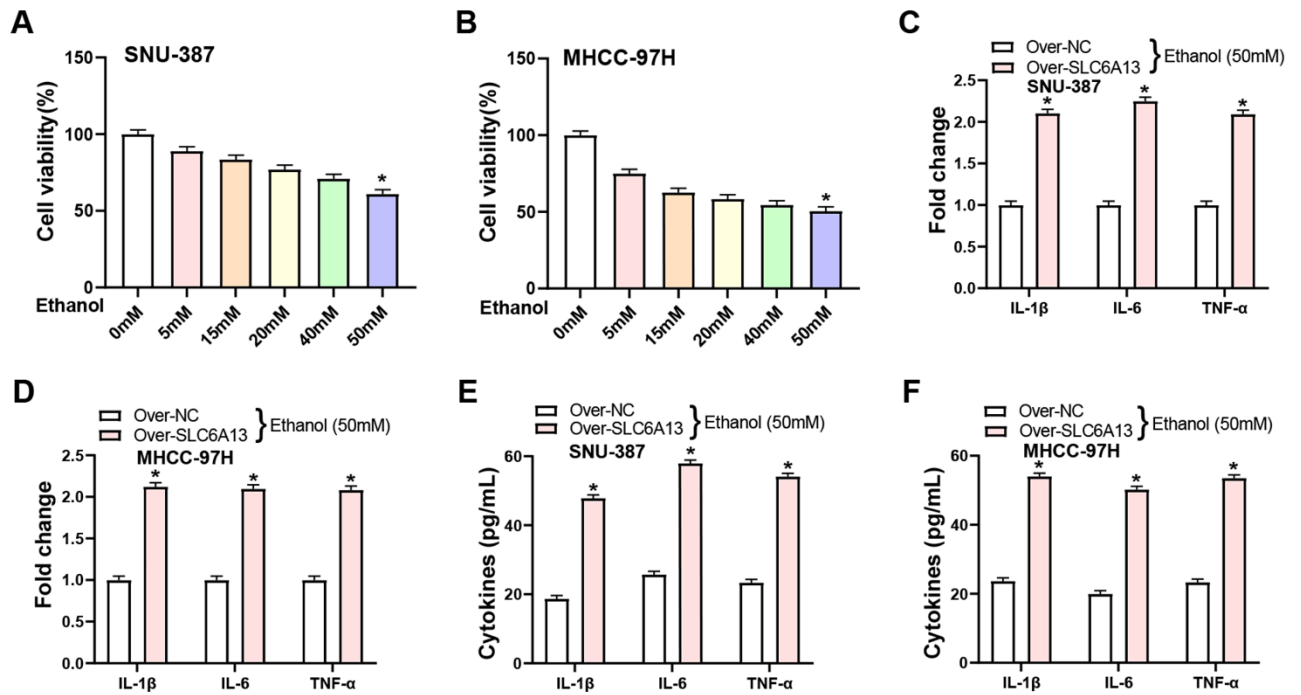 A
SNU-387
Cell viability(%)
150
100
50
0
Ethanol
0mM
5mM
15mM
20mM
40mM
50mM
*
B
MHCC-97H
Cell viability(%)
150
100
50
0
Ethanol
0mM
5mM
15mM
20mM
40mM
50mM
*
C
Over-NC
Over-SLC6A13
} Ethanol (50mM)
SNU-387
Fold change
2.5
2.0
1.5
1.0
0.5
0.0
* * *
IL-1β IL-6 TNF-α
D
Over-NC
Over-SLC6A13
} Ethanol (50mM)
MHCC-97H
Fold change
2.5
2.0
1.5
1.0
0.5
0.0
* * *
IL-1β IL-6 TNF-α
E
Over-NC
Over-SLC6A13
} Ethanol (50mM)
SNU-387
Cytokines (pg/mL)
60
40
20
0
* * *
IL-1β IL-6 TNF-α
F
Over-NC
Over-SLC6A13
} Ethanol (50mM)
MHCC-97H
Cytokines (pg/mL)
60
40
20
0
* * *
IL-1β IL-6 TNF-α